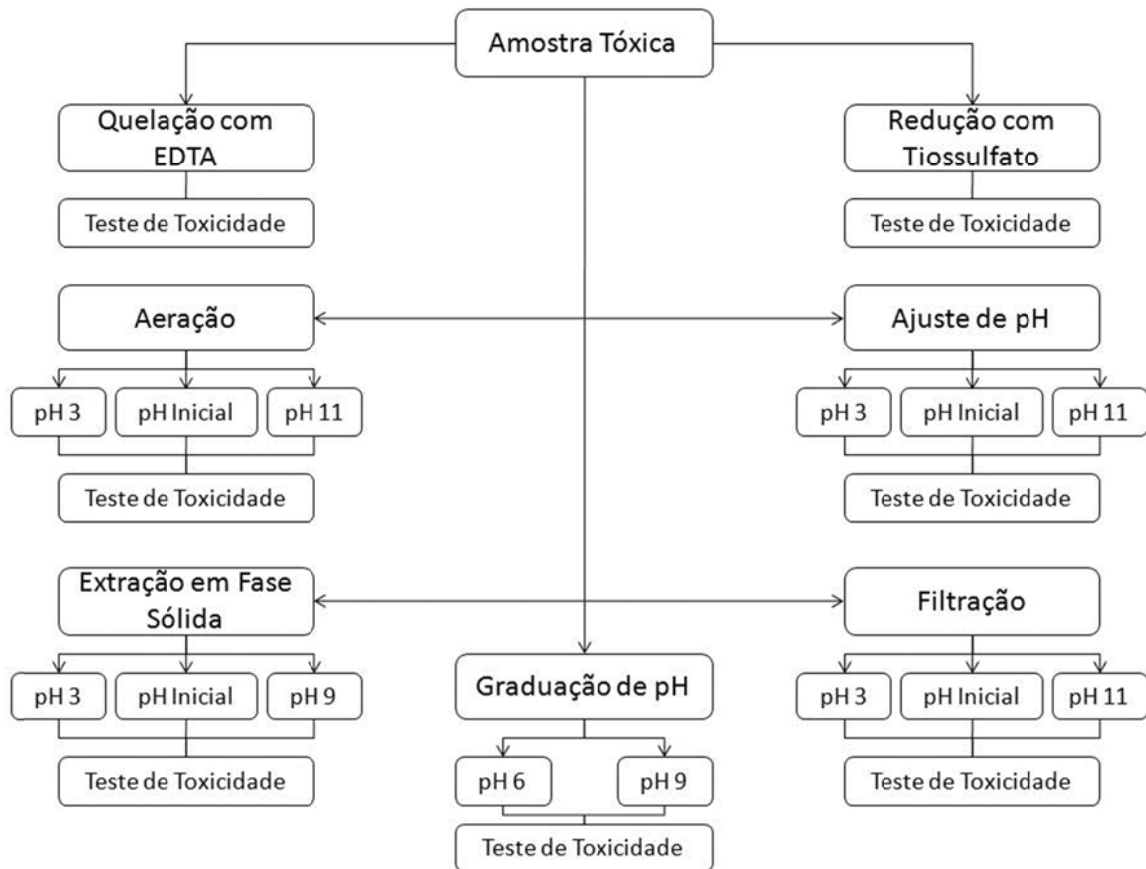 Amostra Tóxica
Quelação com
EDTA
Redução com
Tiossulfato
Teste de Toxicidade
Teste de Toxicidade
Aeração
Ajuste de pH
pH 3
pH Inicial
pH 11
pH 3
pH Inicial
pH 11
Teste de Toxicidade
Teste de Toxicidade
Extração em Fase
Sólida
Filtração
pH 3
pH Inicial
pH 9
Graduação de pH
pH 3
pH Inicial
pH 11
Teste de Toxicidade
pH 6
pH 9
Teste de Toxicidade
Teste de Toxicidade